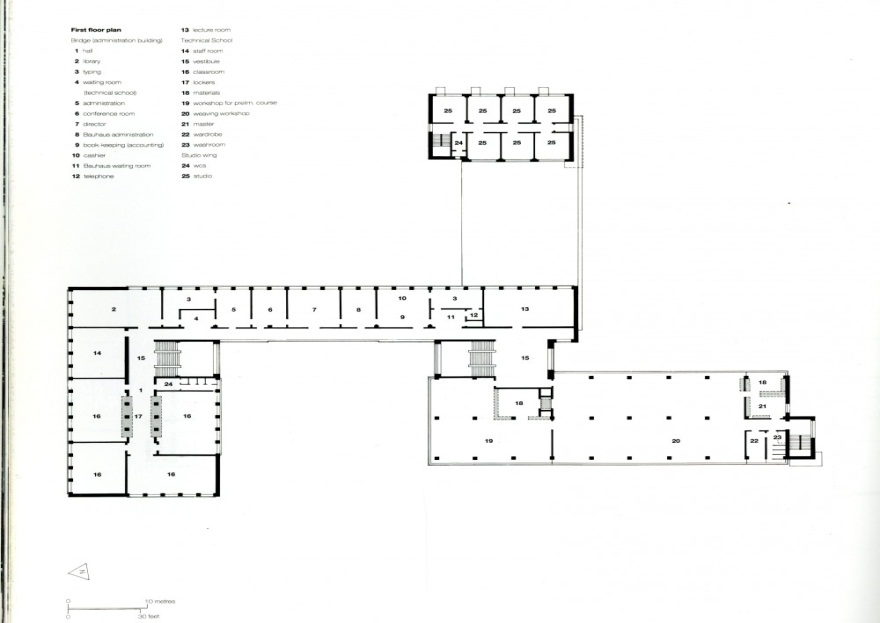 First floor plan
Bridge (administration building)
1 hall
2 library
3 typing
4 waiting room
(technical school)
5 administration
6 conference room
7 director
8 Bauhaus administration
9 book-keeping (accounting)
10 cashier
11 Bauhaus waiting room
12 telephone
13 lecture room
Technical School
14 staff room
15 vestibule
16 classroom
17 lockers
18 materials
19 workshop for prelim. course
20 weaving workshop
21 master
22 wardrobe
23 washroom
Studio wing
24 wcs
25 studio
25 25 25 25
24 25 25 25
2 3 4 5 6 7 8 10 9 3 11 12 13
14 15 15
24
1
16 17 16
18 18
21
19 20 22 23
16 16
N
0 10 metres
0 30 feet